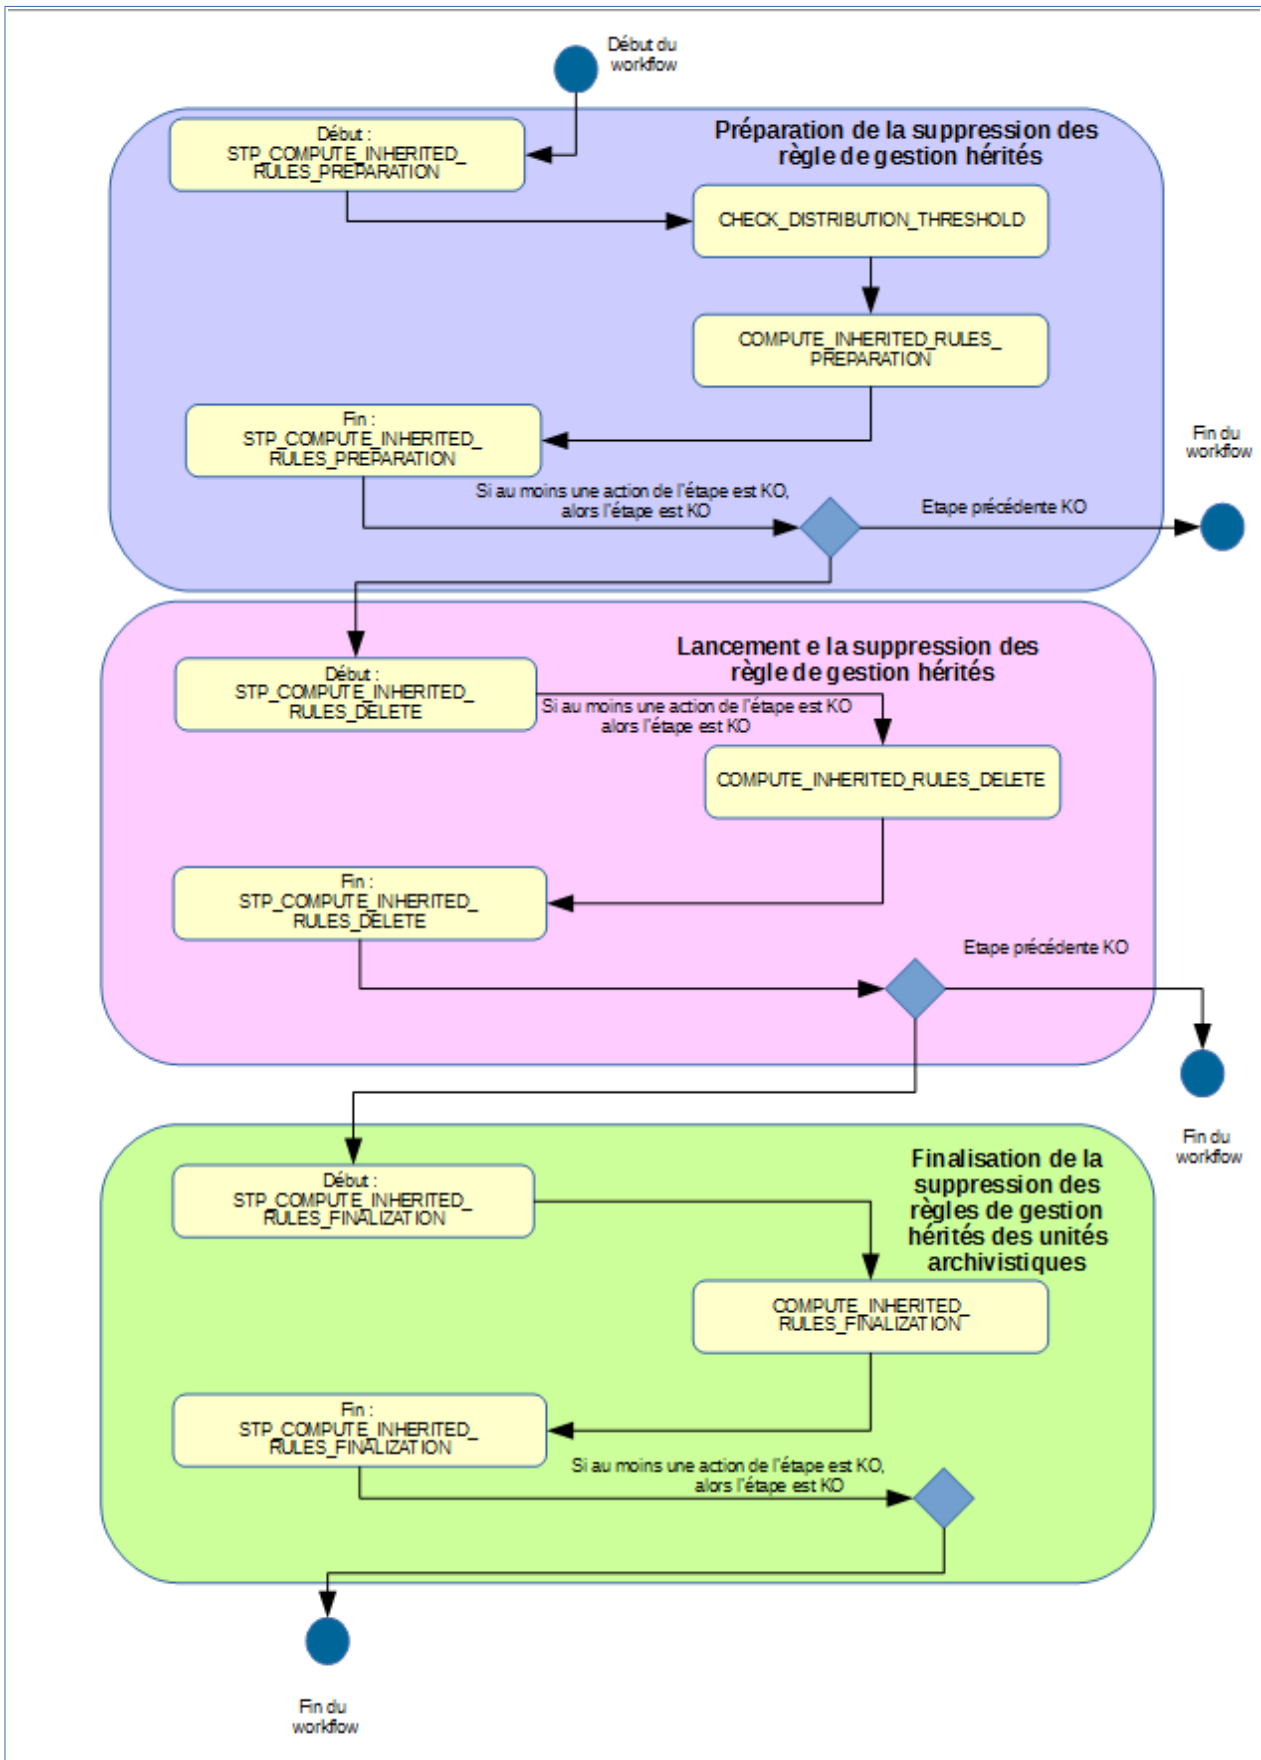 Début du
workflow
Préparation de la suppression des
règle de gestion hérités
Début :
STP_COMPUTE_INHERITED_
RULES_PREPARATION
CHECK_DISTRIBUTION_THRESHOLD
COMPUTE_INHERITED_RULES_
PREPARATION
Fin :
STP_COMPUTE_INHERITED_
RULES_PREPARATION
Si au moins une action de l'étape est KO,
alors l'étape est KO
Etape précédente KO
Fin du
workflow
Lancement e la suppression des
règle de gestion hérités
Début :
STP_COMPUTE_INHERITED_
RULES_DELETE
Si au moins une action de l'étape est KO
alors l'étape est KO
COMPUTE_INHERITED_RULES_DELETE
Fin :
STP_COMPUTE_INHERITED_
RULES_DELETE
Etape précédente KO
Fin du
workflow
Finalisation de la
suppression des
règles de gestion
hérités des unités
archivistiques
Début :
STP_COMPUTE_INHERITED_
RULES_FINALIZATION
COMPUTE_INHERITED_
RULES_FINALIZATION
Fin :
STP_COMPUTE_INHERITED_
RULES_FINALIZATION
Si au moins une action de l'étape est KO,
alors l'étape est KO
Fin du
workflow